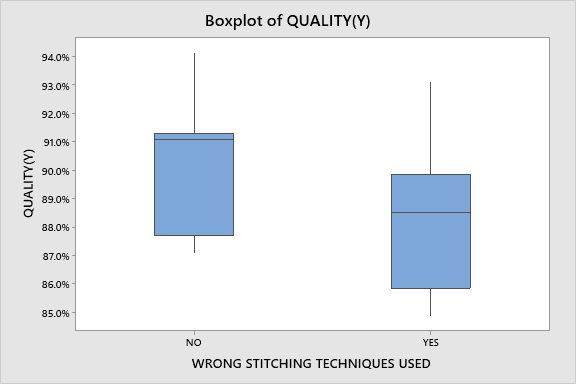 Boxplot of QUALITY(Y)
QUALITY(Y)
94.0%
93.0%
92.0%
91.0%
90.0%
89.0%
88.0%
87.0%
86.0%
85.0%
NO YES
WRONG STITCHING TECHNIQUES USED